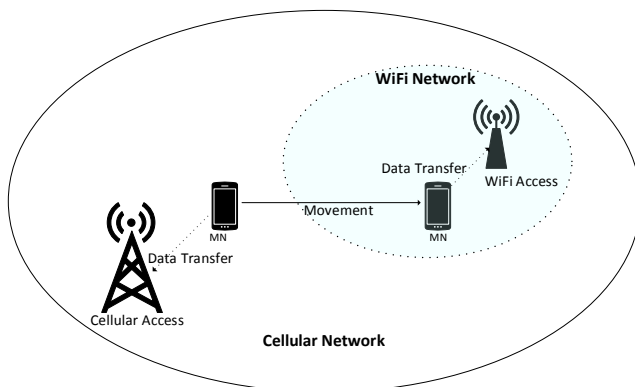 WiFi Network
Data Transfer
WiFi Access
Movement
MN
MN
Data Transfer
Cellular Access
Cellular Network